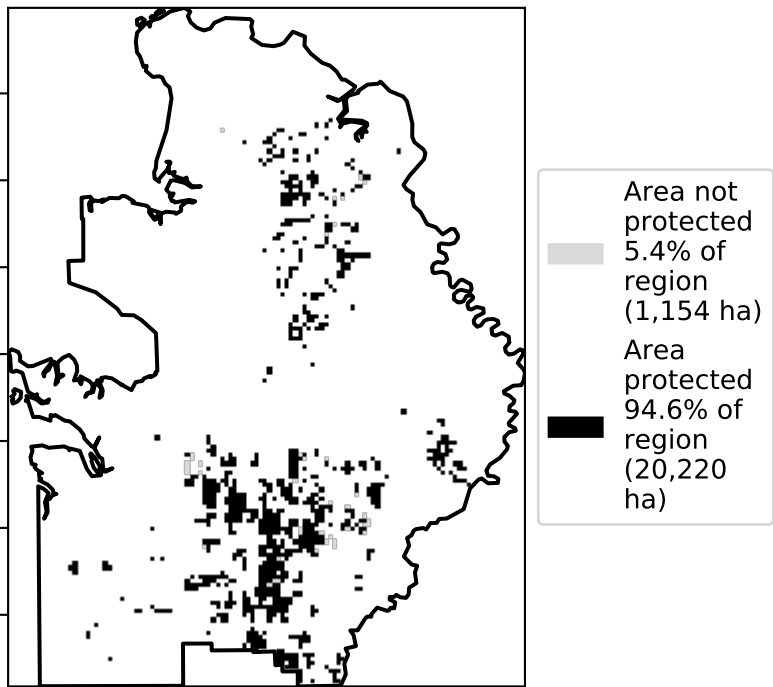 Area not
protected
5.4% of
region
(1,154 ha)
Area
protected
94.6% of
region
(20,220
ha)